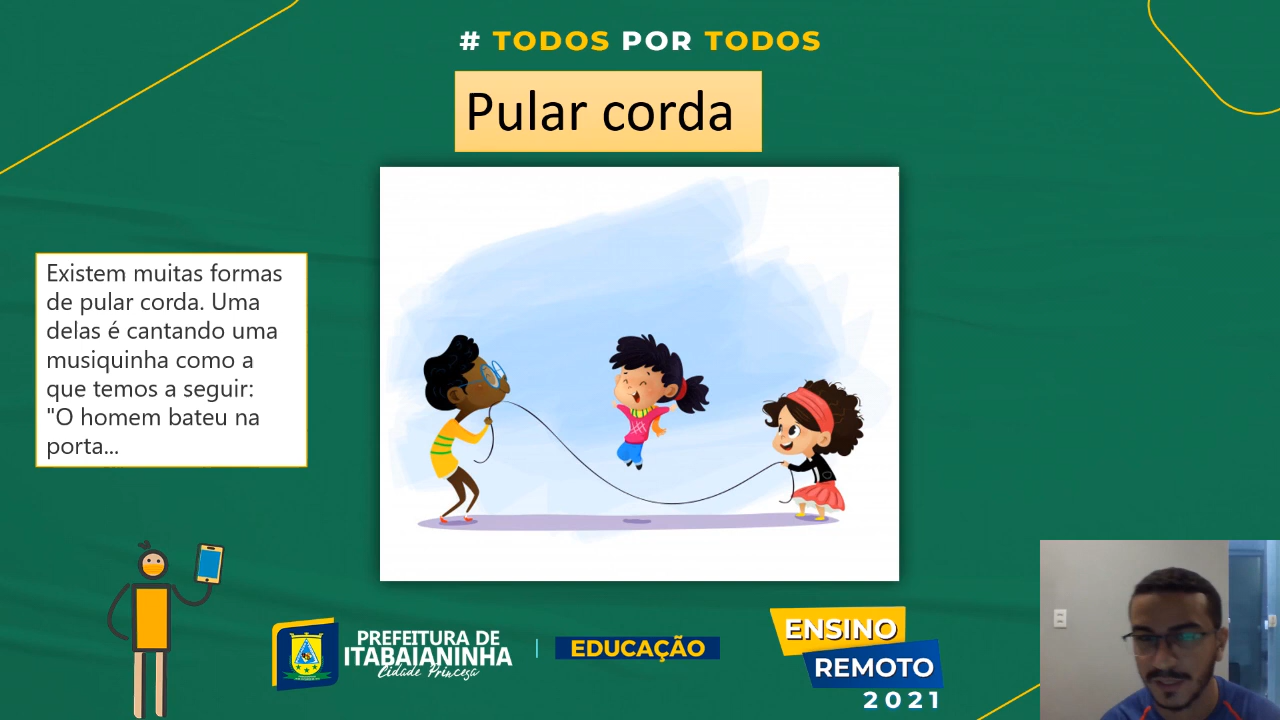 # TODOS POR TODOS
Pular corda
Existem muitas formas
de pular corda. Uma
delas é cantando uma
musiquinha como a
que temos a seguir:
"O homem bateu na
porta...
PREFEITURA DE
ITABAIANINHA
Cidade Princesa
EDUCAÇÃO
ENSINO
REMOTO
2021